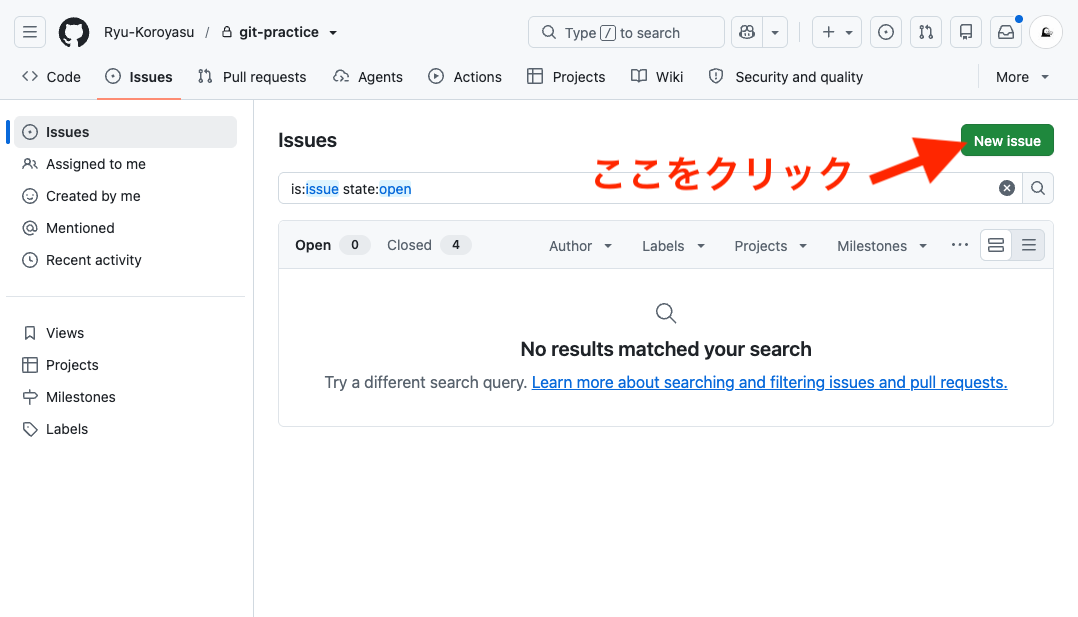 Ryu-Koroyasu / git-practice
Type / to search
Code Issues Pull requests Agents Actions Projects Wiki Security and quality More
Issues
Assigned to me
Created by me
Mentioned
Recent activity
Views
Projects
Milestones
Labels
Issues
New issue
ここをクリック
is:issue state:open
Open 0 Closed 4 Author Labels Projects Milestones
No results matched your search
Try a different search query. Learn more about searching and filtering issues and pull requests.